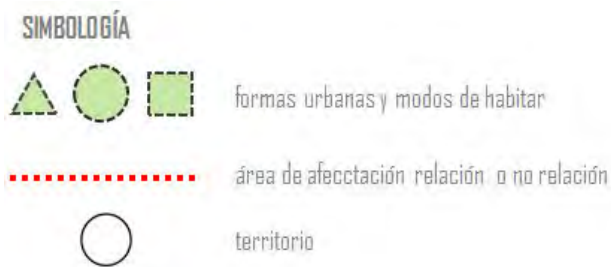 SIMBOLOGÍA
formas urbanas y modos de habitar
área de afecctación relación o no relación
territorio